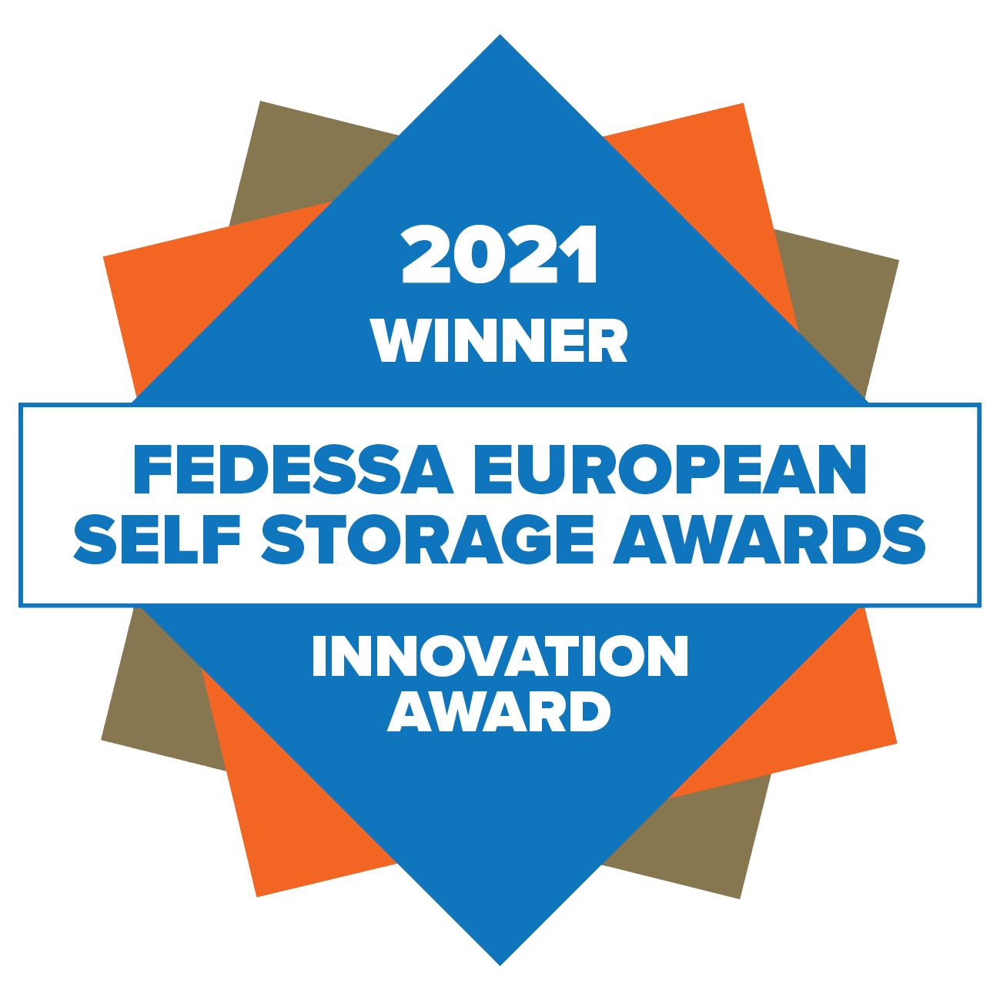 2021
WINNER
FEDESSA EUROPEAN
SELF STORAGE AWARDS
INNOVATION
AWARD